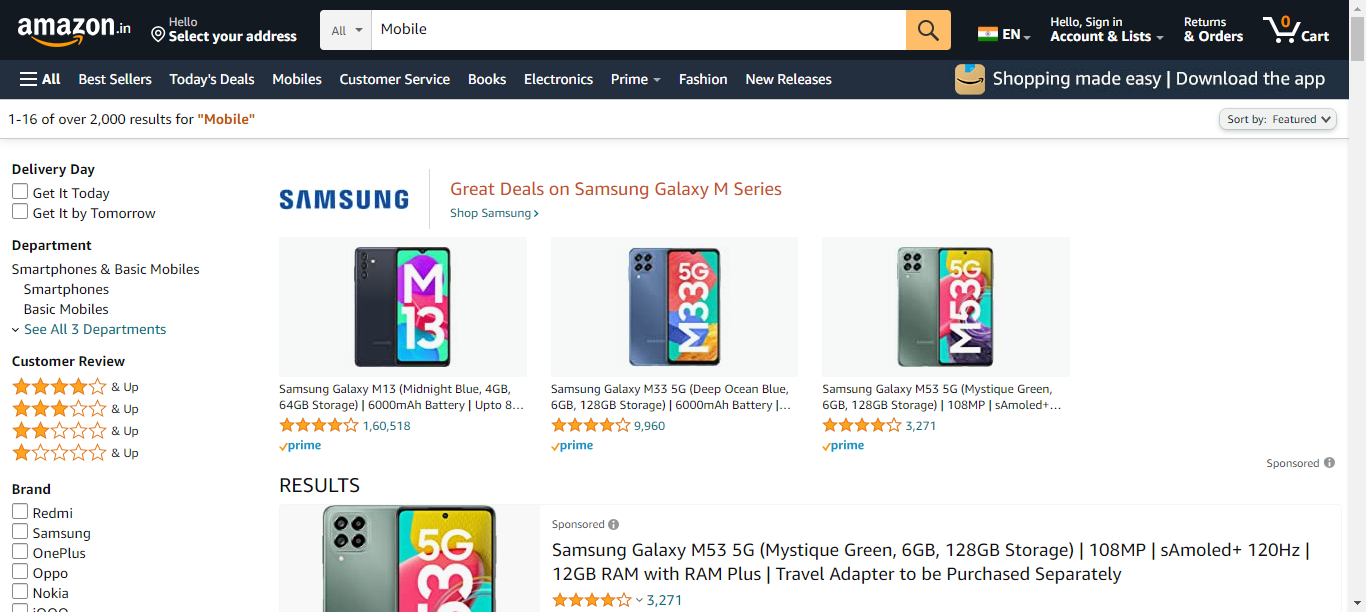 amazon.in
Hello
Select your address
All
Mobile
EN
Hello, Sign in
Account & Lists
Returns
& Orders
0
Cart
All
Best Sellers
Today's Deals
Mobiles
Customer Service
Books
Electronics
Prime
Fashion
New Releases
Shopping made easy | Download the app
1-16 of over 2,000 results for "Mobile"
Sort by: Featured
Delivery Day
Get It Today
Get It by Tomorrow
Department
Smartphones & Basic Mobiles
Smartphones
Basic Mobiles
See All 3 Departments
Customer Review
& Up
& Up
& Up
& Up
Brand
Redmi
Samsung
OnePlus
Oppo
Nokia
iQOO
SAMSUNG
Great Deals on Samsung Galaxy M Series
Shop Samsung
M
13
5G
M33
5G
M53
Samsung Galaxy M13 (Midnight Blue, 4GB,
64GB Storage) | 6000mAh Battery | Upto 8...
1,60,518
prime
Samsung Galaxy M33 5G (Deep Ocean Blue,
6GB, 128GB Storage) | 6000mAh Battery |...
9,960
prime
Samsung Galaxy M53 5G (Mystique Green,
6GB, 128GB Storage) | 108MP | sAmoled+...
3,271
prime
Sponsored
RESULTS
5G
53
Sponsored
Samsung Galaxy M53 5G (Mystique Green, 6GB, 128GB Storage) | 108MP | sAmoled+ 120Hz |
12GB RAM with RAM Plus | Travel Adapter to be Purchased Separately
3,271